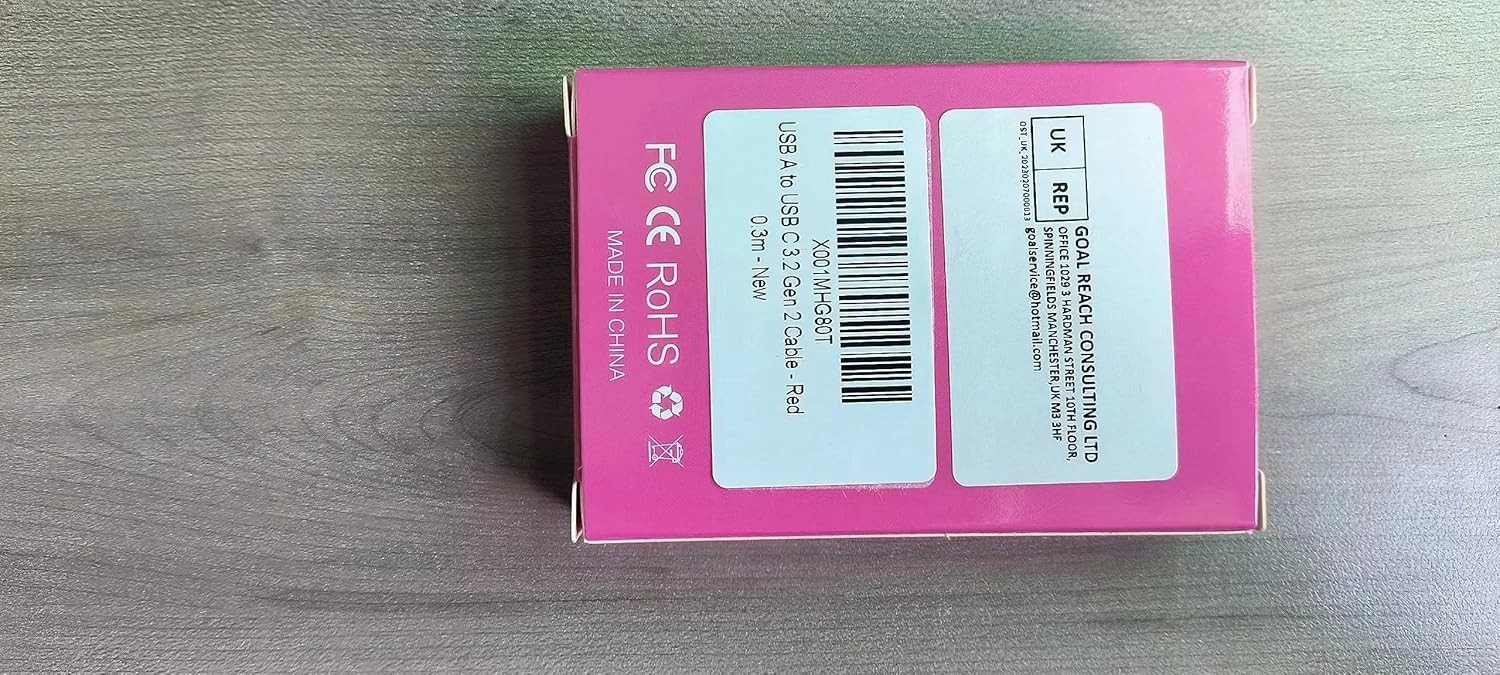 UK REP
GOAL REACH CONSULTING LTD
OFFICE 1029 3 HARDMAN STREET 10TH FLOOR,
SPINNINGFIELDS MANCHESTER,UK M3 3HF
OST_UK_20230207000013 goalservice@hotmail.com
X001MHG80T
USB A to USB C 3.2 Gen 2 Cable - Red
0.3m - New
FC CE RoHS
MADE IN CHINA